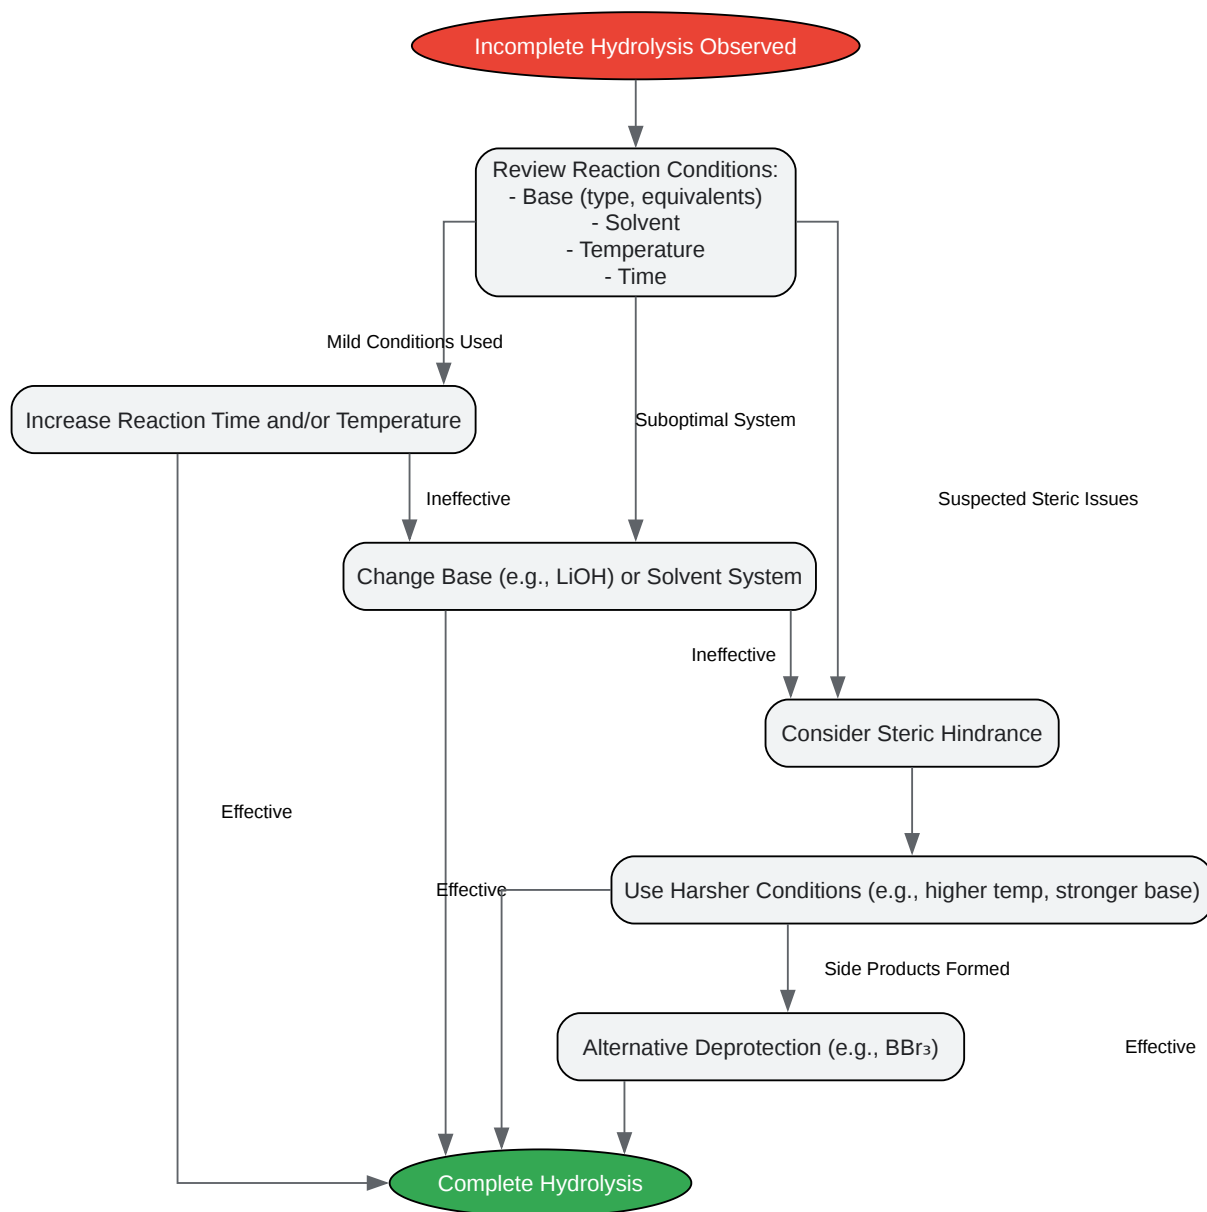 Incomplete Hydrolysis Observed
Review Reaction Conditions:
- Base (type, equivalents)
- Solvent
- Temperature
- Time
Mild Conditions Used
Increase Reaction Time and/or Temperature
Suboptimal System
Ineffective
Suspected Steric Issues
Change Base (e.g., LiOH) or Solvent System
Ineffective
Consider Steric Hindrance
Effective
Effective
Use Harsher Conditions (e.g., higher temp, stronger base)
Side Products Formed
Alternative Deprotection (e.g., BBr₃)
Effective
Complete Hydrolysis